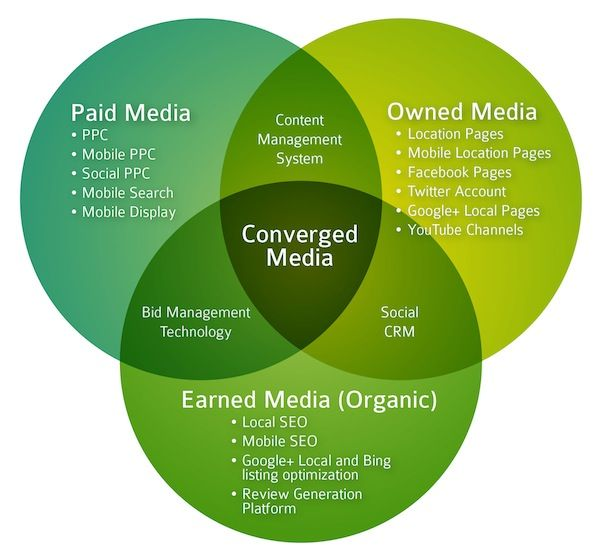 Paid Media
• PPC
• Mobile PPC
• Social PPC
• Mobile Search
• Mobile Display
Content
Management
System
Owned Media
• Location Pages
• Mobile Location Pages
• Facebook Pages
• Twitter Account
• Google+ Local Pages
• YouTube Channels
Converged
Media
Bid Management
Technology
Social
CRM
Earned Media (Organic)
• Local SEO
• Mobile SEO
• Google+ Local and Bing
listing optimization
• Review Generation
Platform